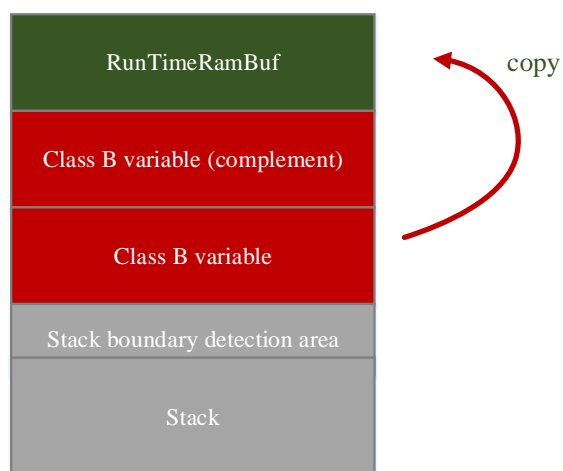 RunTimeRamBuf
copy
Class B variable (complement)
Class B variable
Stack boundary detection area
Stack